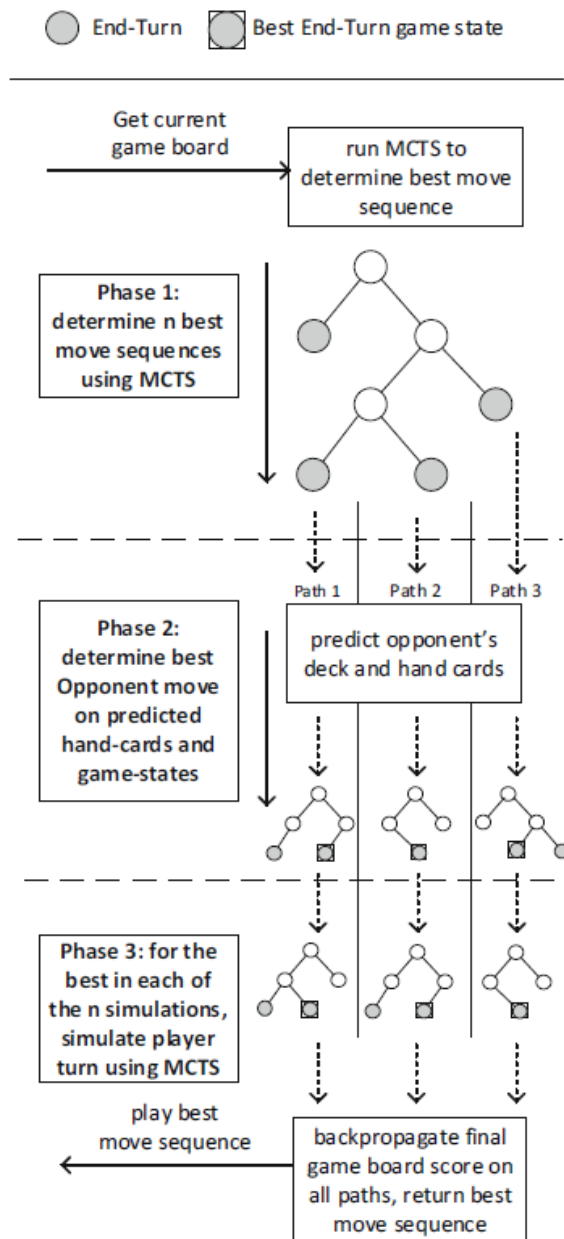 End-Turn
Best End-Turn game state
Get current
game board
run MCTS to
determine best move
sequence
Phase 1:
determine n best
move sequences
using MCTS
Path 1
Path 2
Path 3
Phase 2:
determine best
Opponent move
on predicted
hand-cards and
game-states
predict opponent's
deck and hand cards
Phase 3: for the
best in each of
the n simulations,
simulate player
turn using MCTS
play best
move sequence
backpropagate final
game board score on
all paths, return best
move sequence